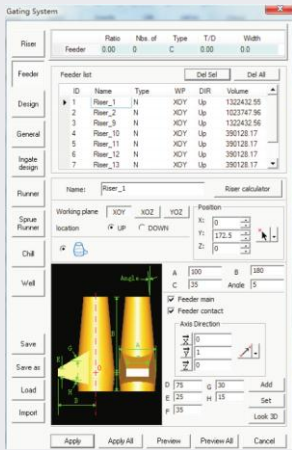 Gating System
Ratio Nbs. of Type T/D Width
Feeder 0.00 0 C 0.00 0.0
Riser
Feeder
Design
General
Ingate design
Runner
Sprue Runner
Chill
Well
Save
Save as
Load
Import
Feeder list Del Sel Del All
ID Name Type WP DIR Volume
1 Riser_1 N XOY Up 1322432.55
2 Riser_2 N XOY Up 1023747.96
3 Riser_9 N XOY Up 1322432.56
4 Riser_10 N XOY Up 390128.17
5 Riser_11 N XOY Up 390128.17
6 Riser_12 N XOY Up 390128.17
7 Riser_13 N XOY Up 390128.17
Name: Riser_1 Riser calculator
Working plane XOY XOZ YOZ
location UP DOWN
Position
X: 0
Y: 172.5
Z: 0
Angle
A 100 B 180
C 35 Angle 5
Feeder main
Feeder contact
Axis Direction
X 0
Y 1
Z 0
D 75 G 30 Add
E 25 H 15 Set
F 35 Look 3D
Apply Apply All Preview Preview All Cancel